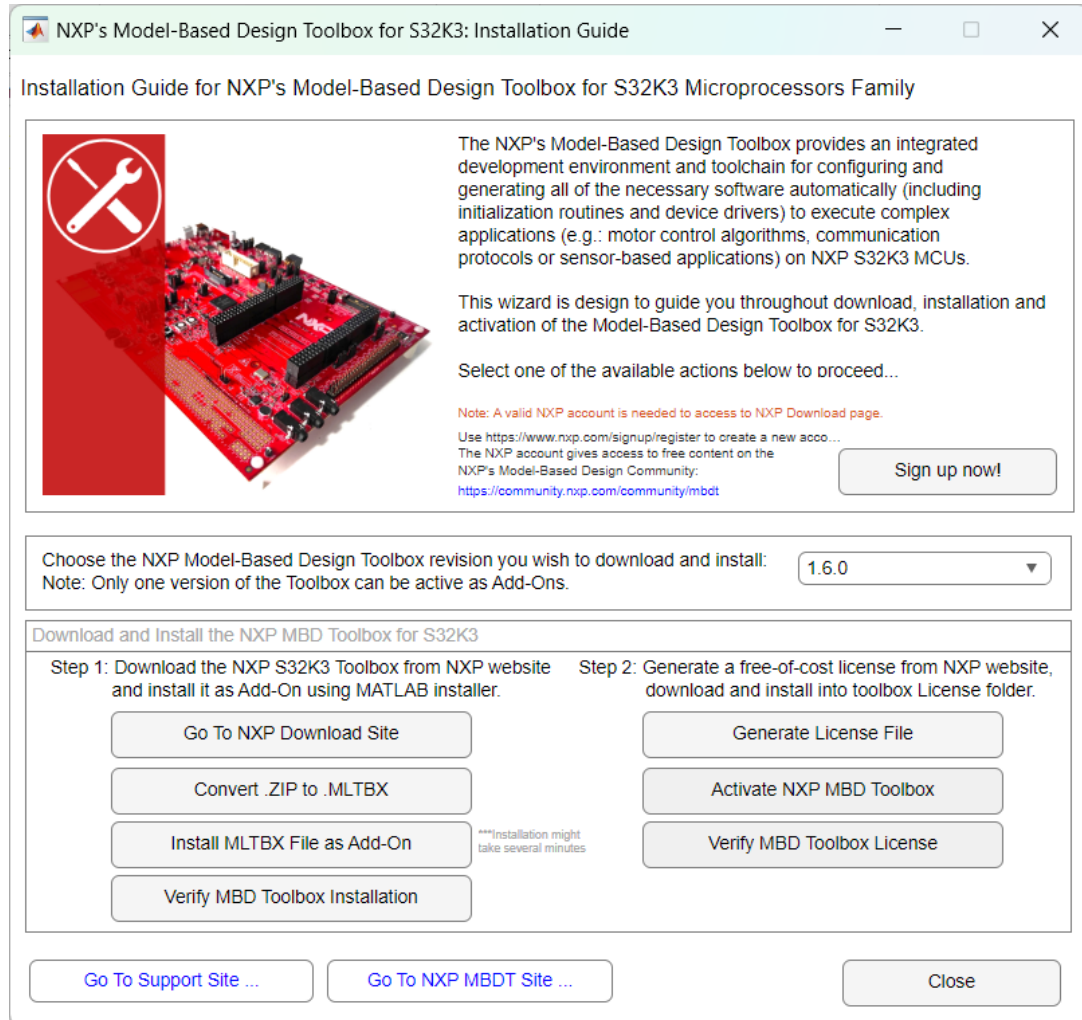 NXP's Model-Based Design Toolbox for S32K3: Installation Guide
Installation Guide for NXP's Model-Based Design Toolbox for S32K3 Microprocessors Family
The NXP's Model-Based Design Toolbox provides an integrated
development environment and toolchain for configuring and
generating all of the necessary software automatically (including
initialization routines and device drivers) to execute complex
applications (e.g.: motor control algorithms, communication
protocols or sensor-based applications) on NXP S32K3 MCUs.
This wizard is design to guide you throughout download, installation and
activation of the Model-Based Design Toolbox for S32K3.
Select one of the available actions below to proceed...
Note: A valid NXP account is needed to access to NXP Download page.
Use https://www.nxp.com/signup/register to create a new acco...
The NXP account gives access to free content on the
NXP's Model-Based Design Community:
https://community.nxp.com/community/mbdt
Sign up now!
NXP
Choose the NXP Model-Based Design Toolbox revision you wish to download and install:
Note: Only one version of the Toolbox can be active as Add-Ons.
1.6.0
Download and Install the NXP MBD Toolbox for S32K3
Step 1: Download the NXP S32K3 Toolbox from NXP website
and install it as Add-On using MATLAB installer.
Go To NXP Download Site
Convert .ZIP to .MLTBX
Install MLTBX File as Add-On
***Installation might
take several minutes
Verify MBD Toolbox Installation
Step 2: Generate a free-of-cost license from NXP website,
download and install into toolbox License folder.
Generate License File
Activate NXP MBD Toolbox
Verify MBD Toolbox License
Go To Support Site ...
Go To NXP MBDT Site ...
Close